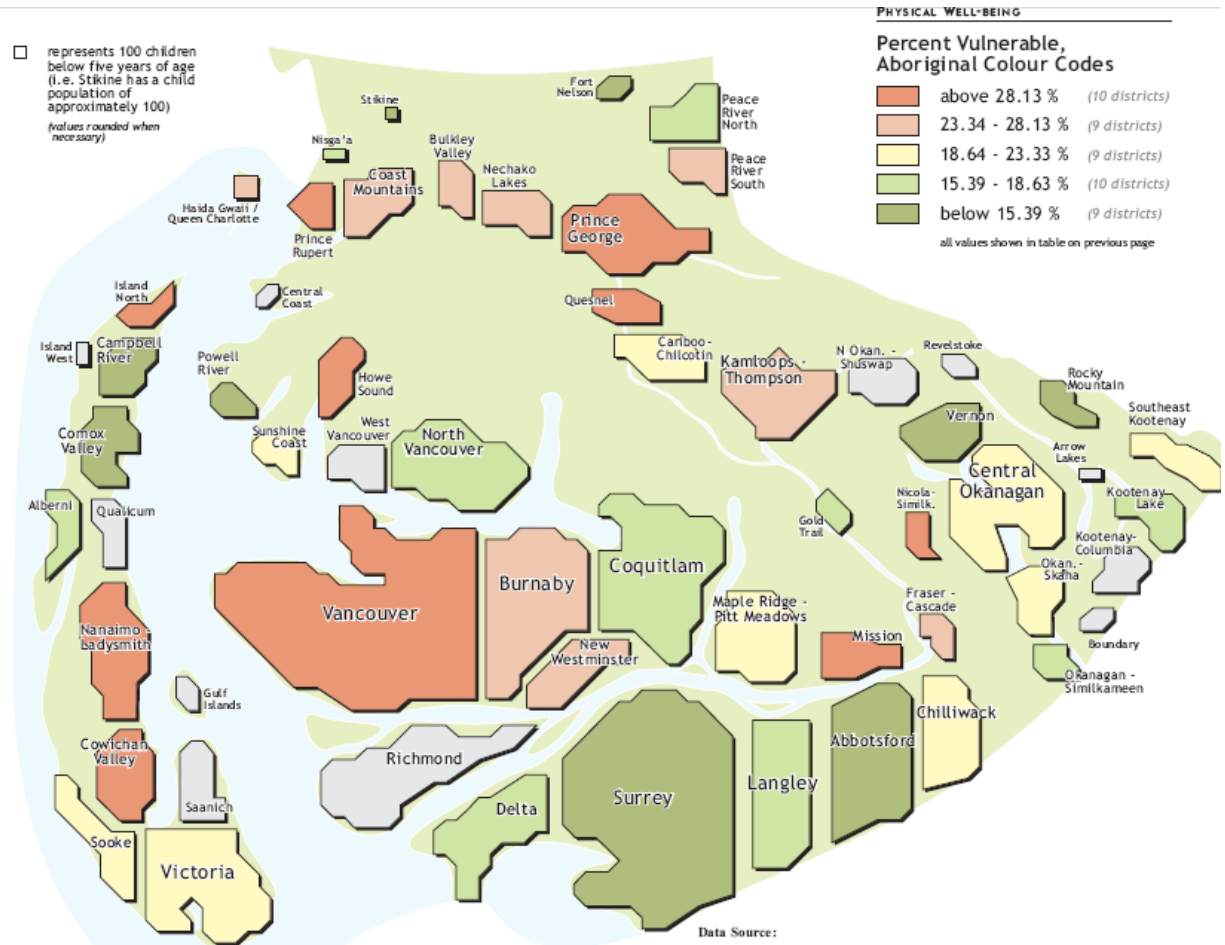 PHYSICAL WELL-BEING
Percent Vulnerable,
Aboriginal Colour Codes
above 28.13 % (10 districts)
23.34 - 28.13 % (9 districts)
18.64 - 23.33 % (9 districts)
15.39 - 18.63 % (10 districts)
below 15.39 % (9 districts)
all values shown in table on previous page
represents 100 children
below five years of age
(i.e. Stikine has a child
population of
approximately 100)
(values rounded when
necessary)
Stikine
Fort
Nelson
Peace
River
North
Nisga'a
Bulkley
Valley
Coast
Mountains
Nechako
Lakes
Peace
River
South
Haida Gwaii /
Queen Charlotte
Prince
Rupert
Prince
George
Island
North
Central
Coast
Quesnel
Island
West
Campbell
River
Powell
River
Howe
Sound
Cariboo-
Chilcotin
Kamloops -
Thompson
N Okan. -
Shuswap
Revelstoke
Rocky
Mountain
Southeast
Kootenay
Comox
Valley
Sunshine
Coast
West
Vancouver
North
Vancouver
Vernon
Central
Okanagan
Arrow
Lakes
Alberni
Qualicum
Gold
Trail
Nicola-
Similk.
Kootenay
Lake
Kootenay-
Columbia
Okan.-
Skaha
Vancouver
Burnaby
Coquitlam
Maple Ridge -
Pitt Meadows
Fraser -
Cascade
Nanaimo -
Ladysmith
New
Westminster
Mission
Boundary
Okanagan -
Similkameen
Gulf
Islands
Chilliwack
Abbotsford
Cowichan
Valley
Richmond
Langley
Surrey
Saanich
Delta
Sooke
Victoria
Data Source: